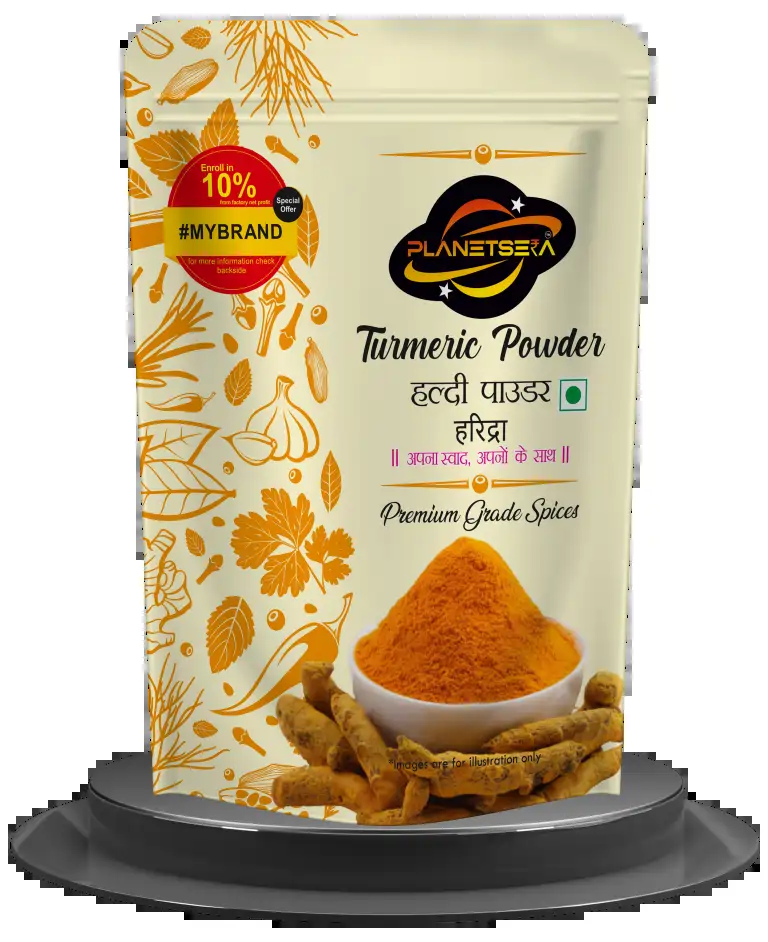 Enroll in
10%
from factory net profit
Special
Offer
#MYBRAND
for more information check
backside
PLANETSERA
TM
Turmeric Powder
हल्दी पाउडर
हरिद्रा
|| अपना स्वाद, अपनों के साथ ||
Premium Grade Spices
*Images are for illustration only